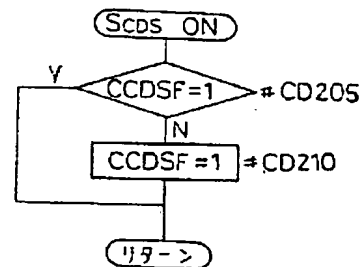 SCDS ON
Y
CCDSF=1 #CD205
N
CCDSF=1 #CD210
リターン